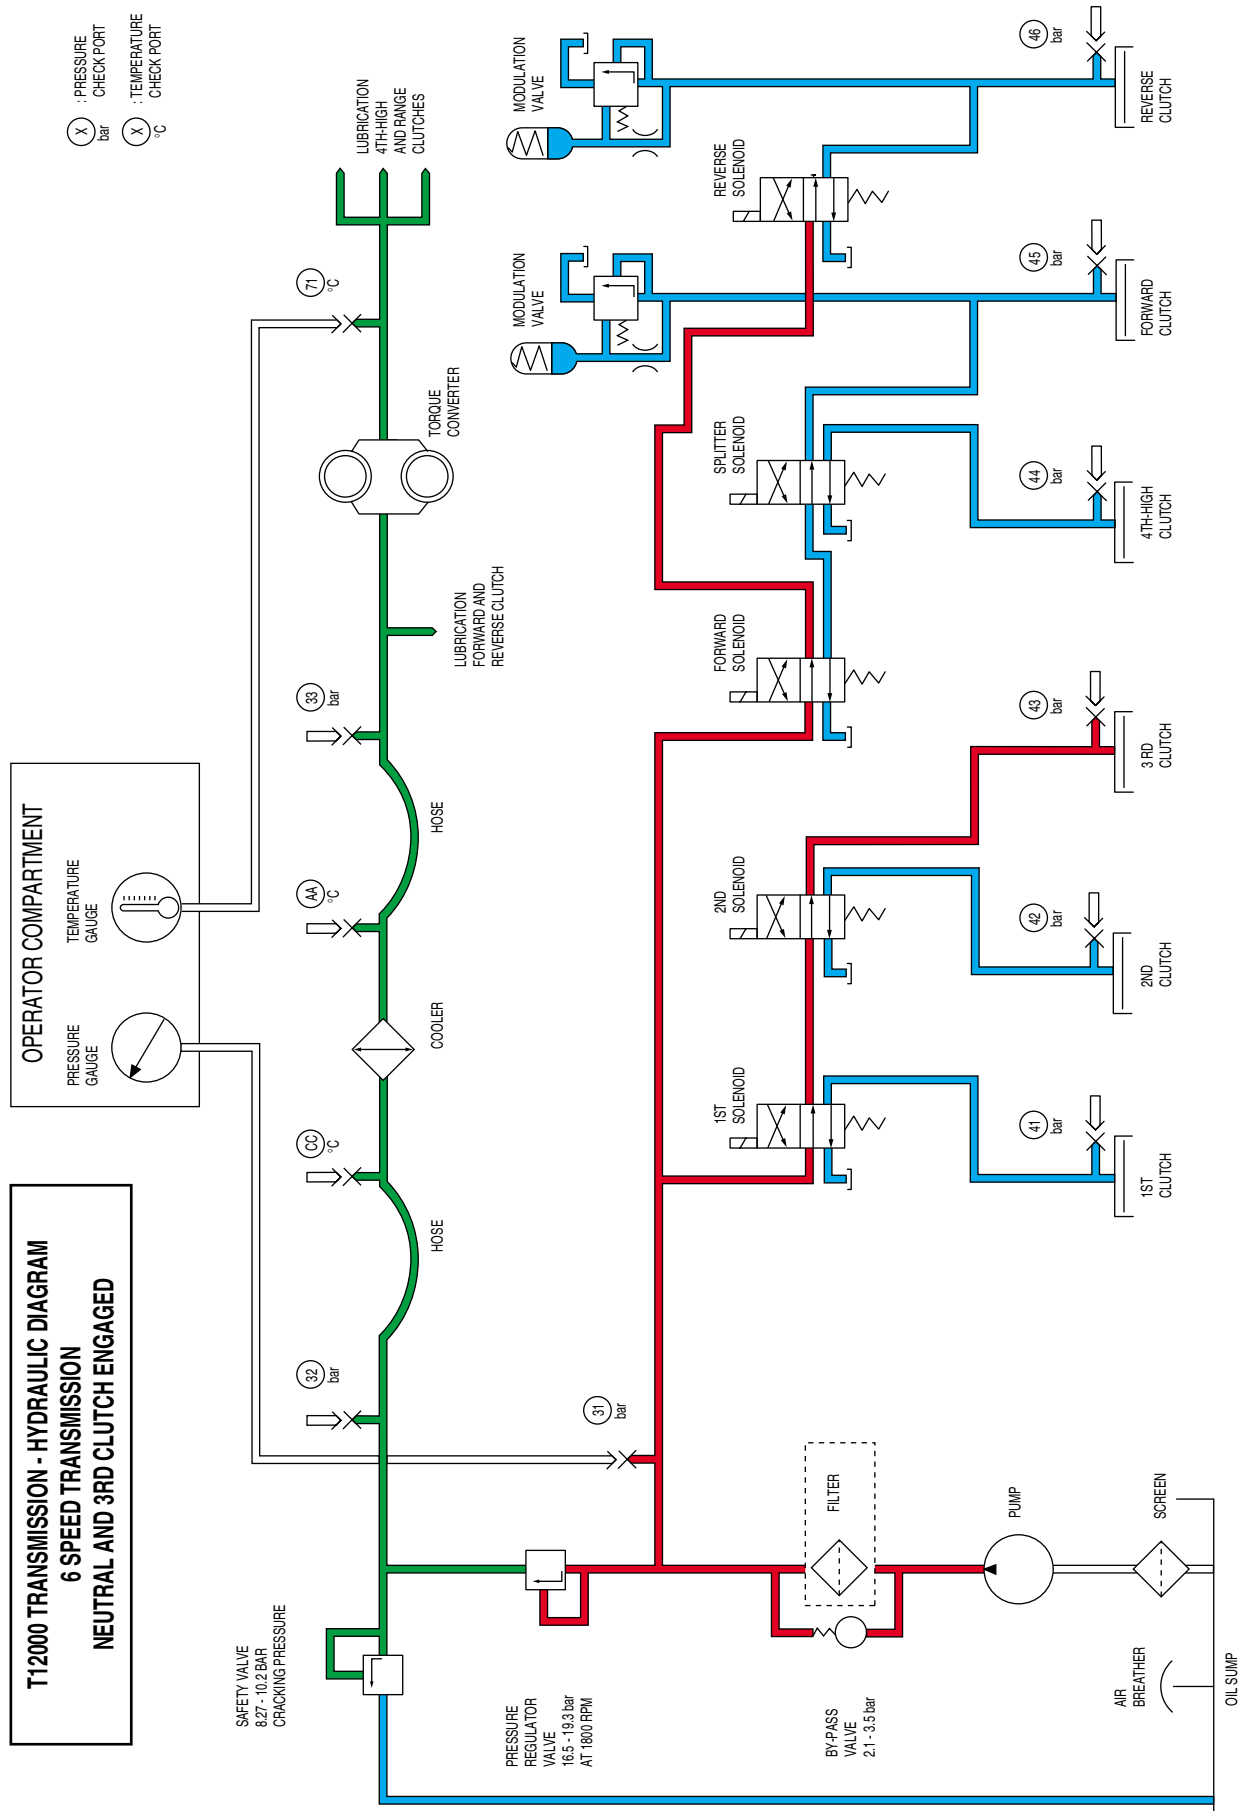 T12000 TRANSMISSION - HYDRAULIC DIAGRAM
6 SPEED TRANSMISSION
NEUTRAL AND 3RD CLUTCH ENGAGED
OPERATOR COMPARTMENT
PRESSURE
GAUGE
TEMPERATURE
GAUGE
X
bar
: PRESSURE
CHECK PORT
X
°C
: TEMPERATURE
CHECK PORT
SAFETY VALVE
8.27 - 10.2 BAR
CRACKING PRESSURE
32
bar
HOSE
CC
°C
COOLER
AA
°C
HOSE
33
bar
LUBRICATION
FORWARD AND
REVERSE CLUTCH
TORQUE
CONVERTER
71
°C
LUBRICATION
4TH-HIGH
AND RANGE
CLUTCHES
PRESSURE
REGULATOR
VALVE
16.5 -19.3 bar
AT 1800 RPM
31
bar
MODULATION
VALVE
MODULATION
VALVE
1ST
SOLENOID
2ND
SOLENOID
FORWARD
SOLENOID
SPLITTER
SOLENOID
REVERSE
SOLENOID
BY-PASS
VALVE
2.1 - 3.5 bar
FILTER
PUMP
SCREEN
AIR
BREATHER
OIL SUMP
41
bar
1ST
CLUTCH
42
bar
2ND
CLUTCH
43
bar
3 RD
CLUTCH
44
bar
4TH-HIGH
CLUTCH
45
bar
FORWARD
CLUTCH
46
bar
REVERSE
CLUTCH